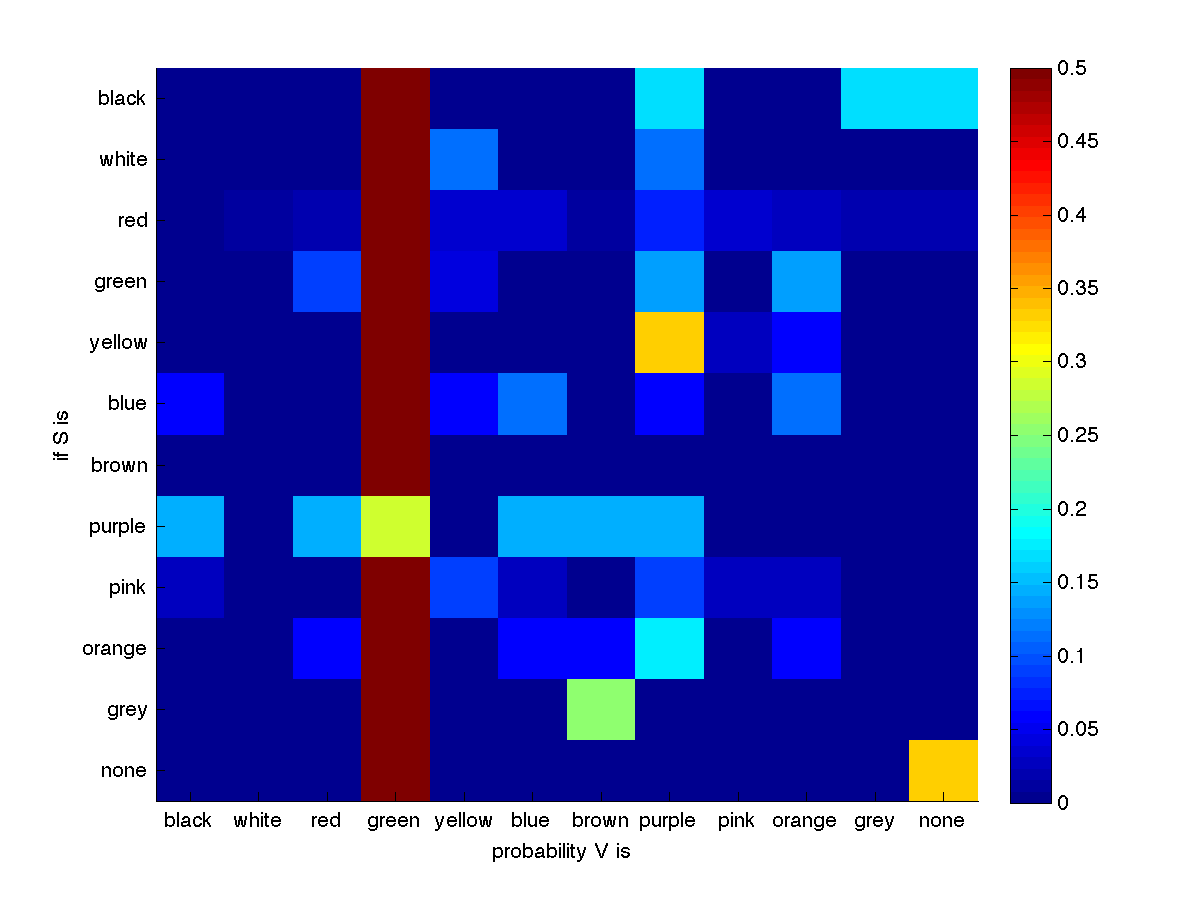 black
white
red
green
yellow
blue
brown
purple
pink
orange
grey
none
if S is
black white red green yellow blue brown purple pink orange grey none
probability V is
0.5
0.45
0.4
0.35
0.3
0.25
0.2
0.15
0.1
0.05
0